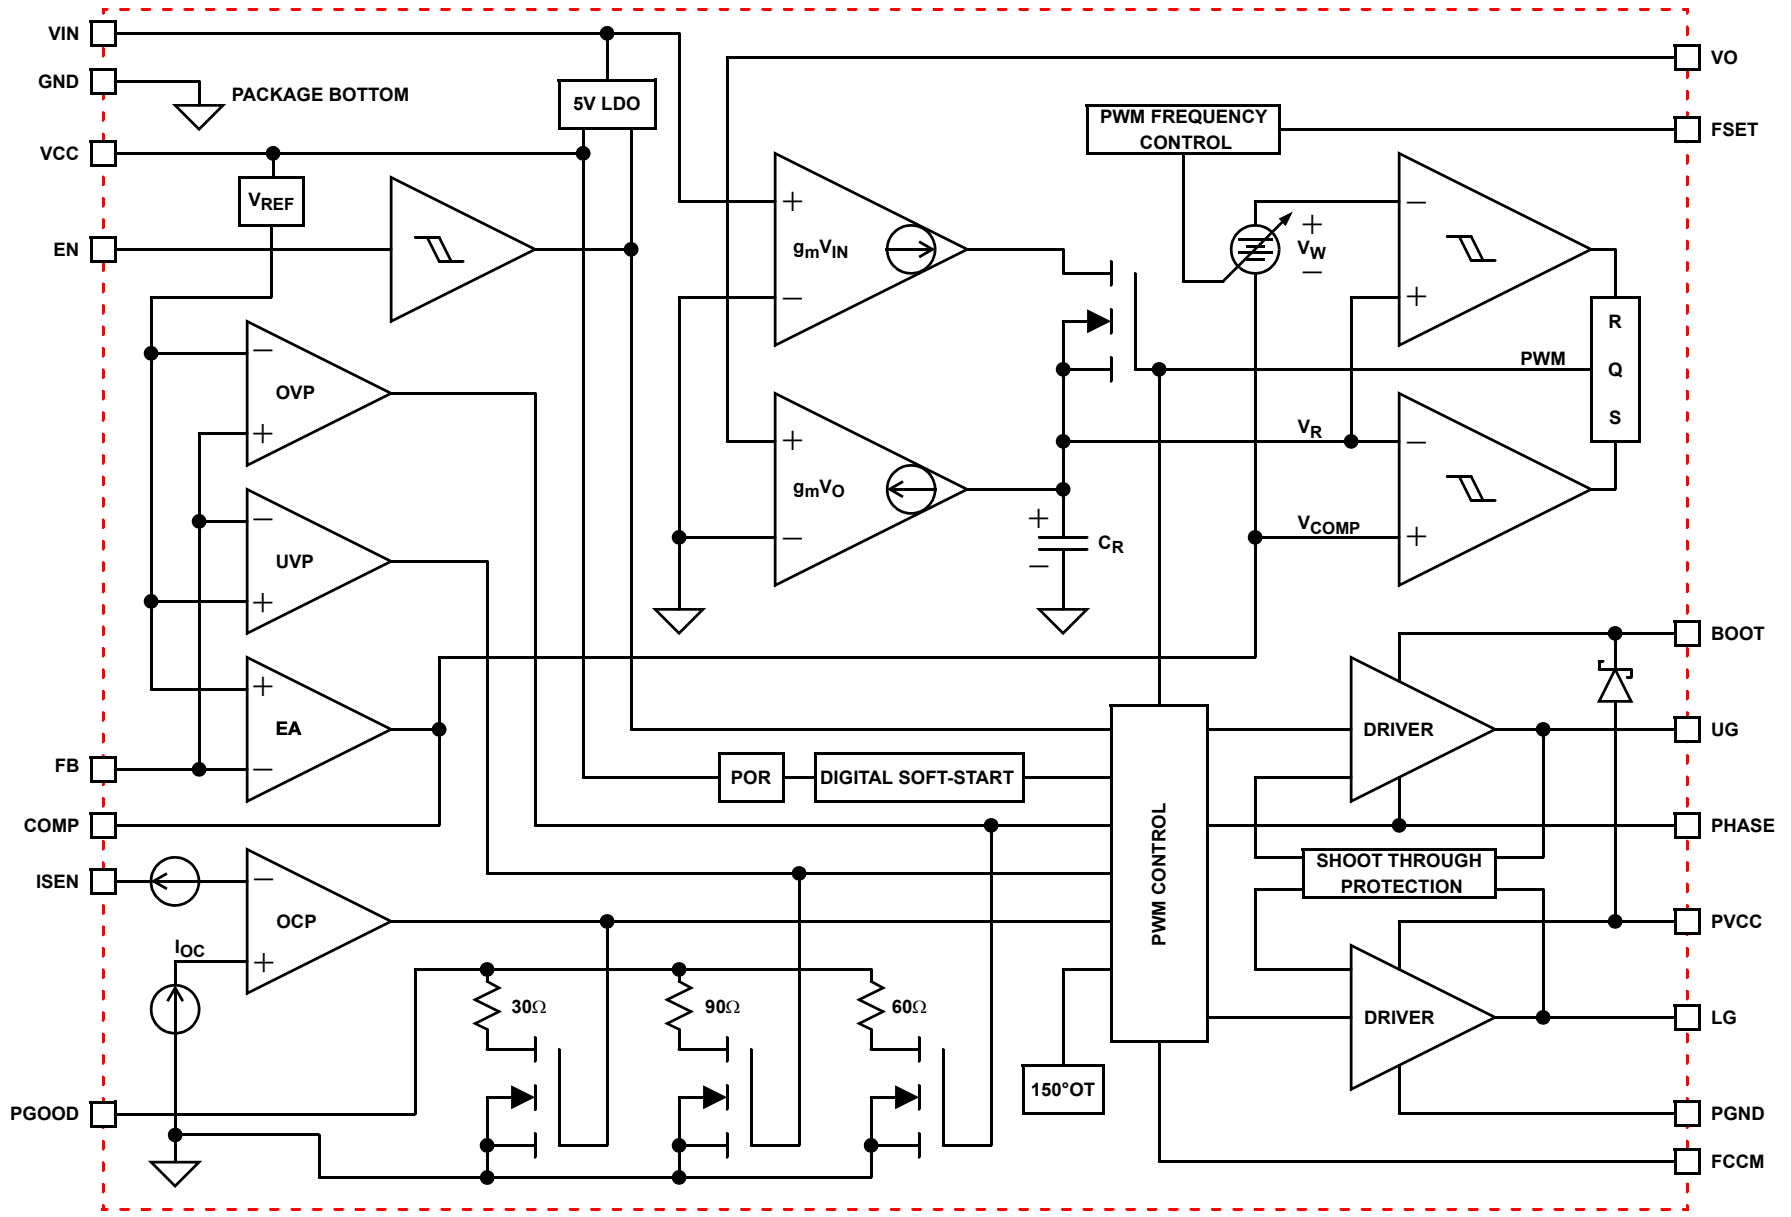 VIN
GND
PACKAGE BOTTOM
VCC
EN
FB
COMP
ISEN
PGOOD
VO
FSET
BOOT
UG
PHASE
PVCC
LG
PGND
FCCM
5V LDO
VREF
PWM FREQUENCY
CONTROL
+
gmVIN
−
+
gmVO
−
+
CR
−
+
VW
−
−
+
−
+
R
Q
S
PWM
VR
VCOMP
−
OVP
+
−
UVP
+
+
EA
−
−
OCP
+
IOC
POR
DIGITAL SOFT-START
PWM CONTROL
DRIVER
SHOOT THROUGH
PROTECTION
DRIVER
30Ω
90Ω
60Ω
150°OT